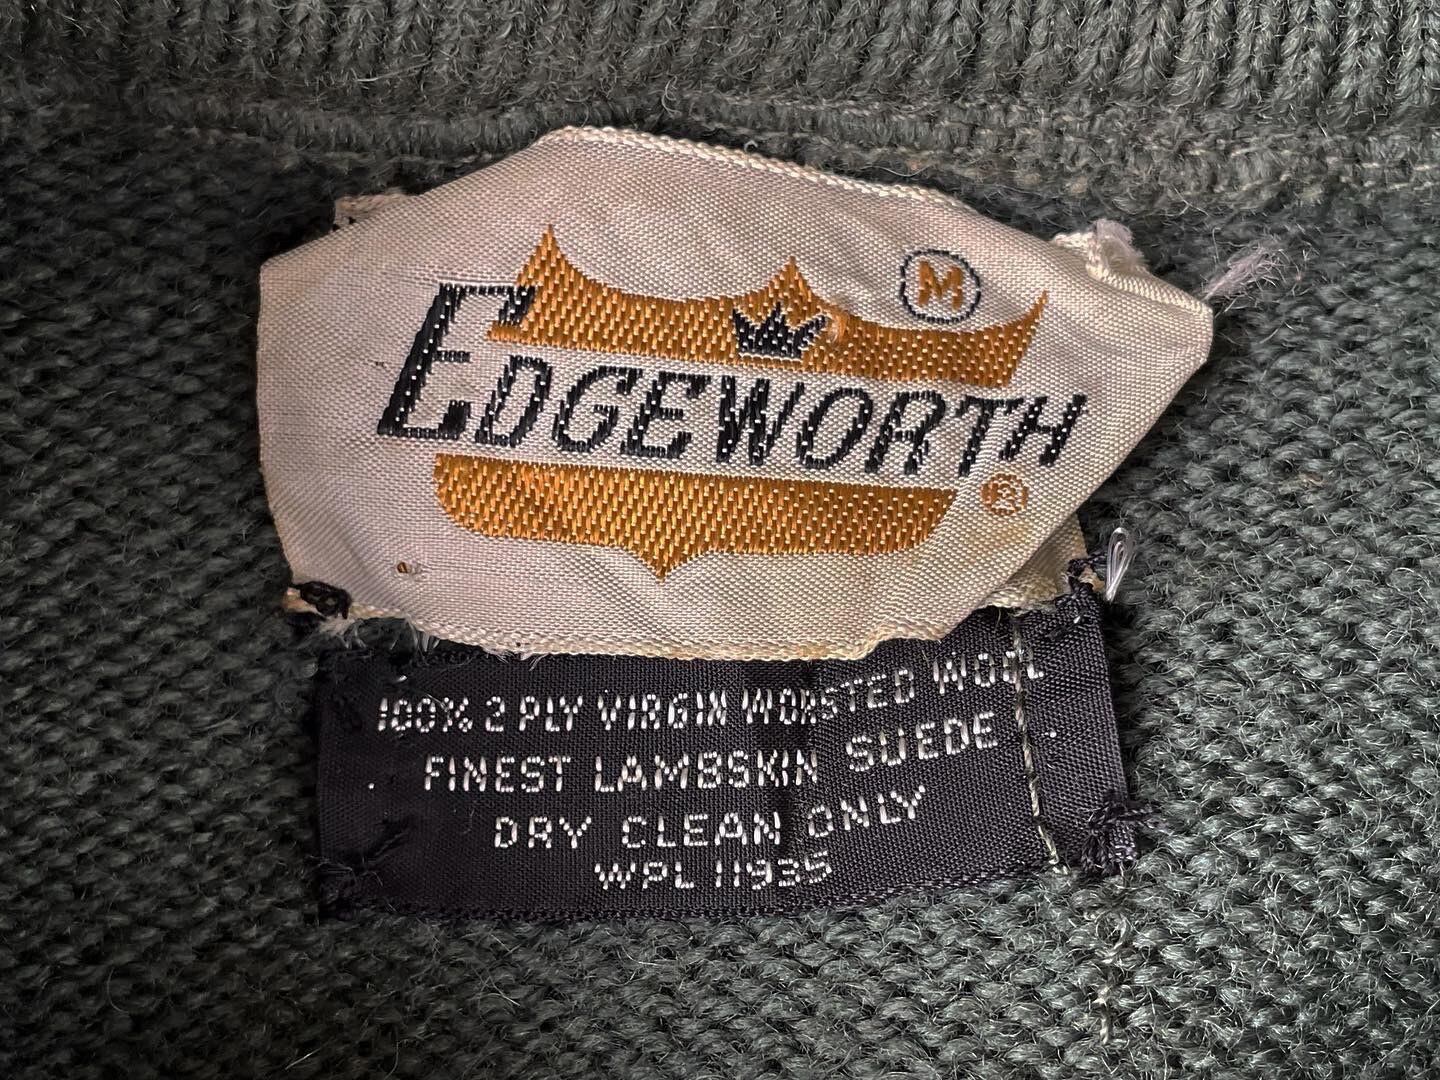 M
EDGEWORTH
®
100% 2 PLY VIRGIN WORSTED WOOL
FINEST LAMBSKIN SUEDE
DRY CLEAN ONLY
WPL 11935